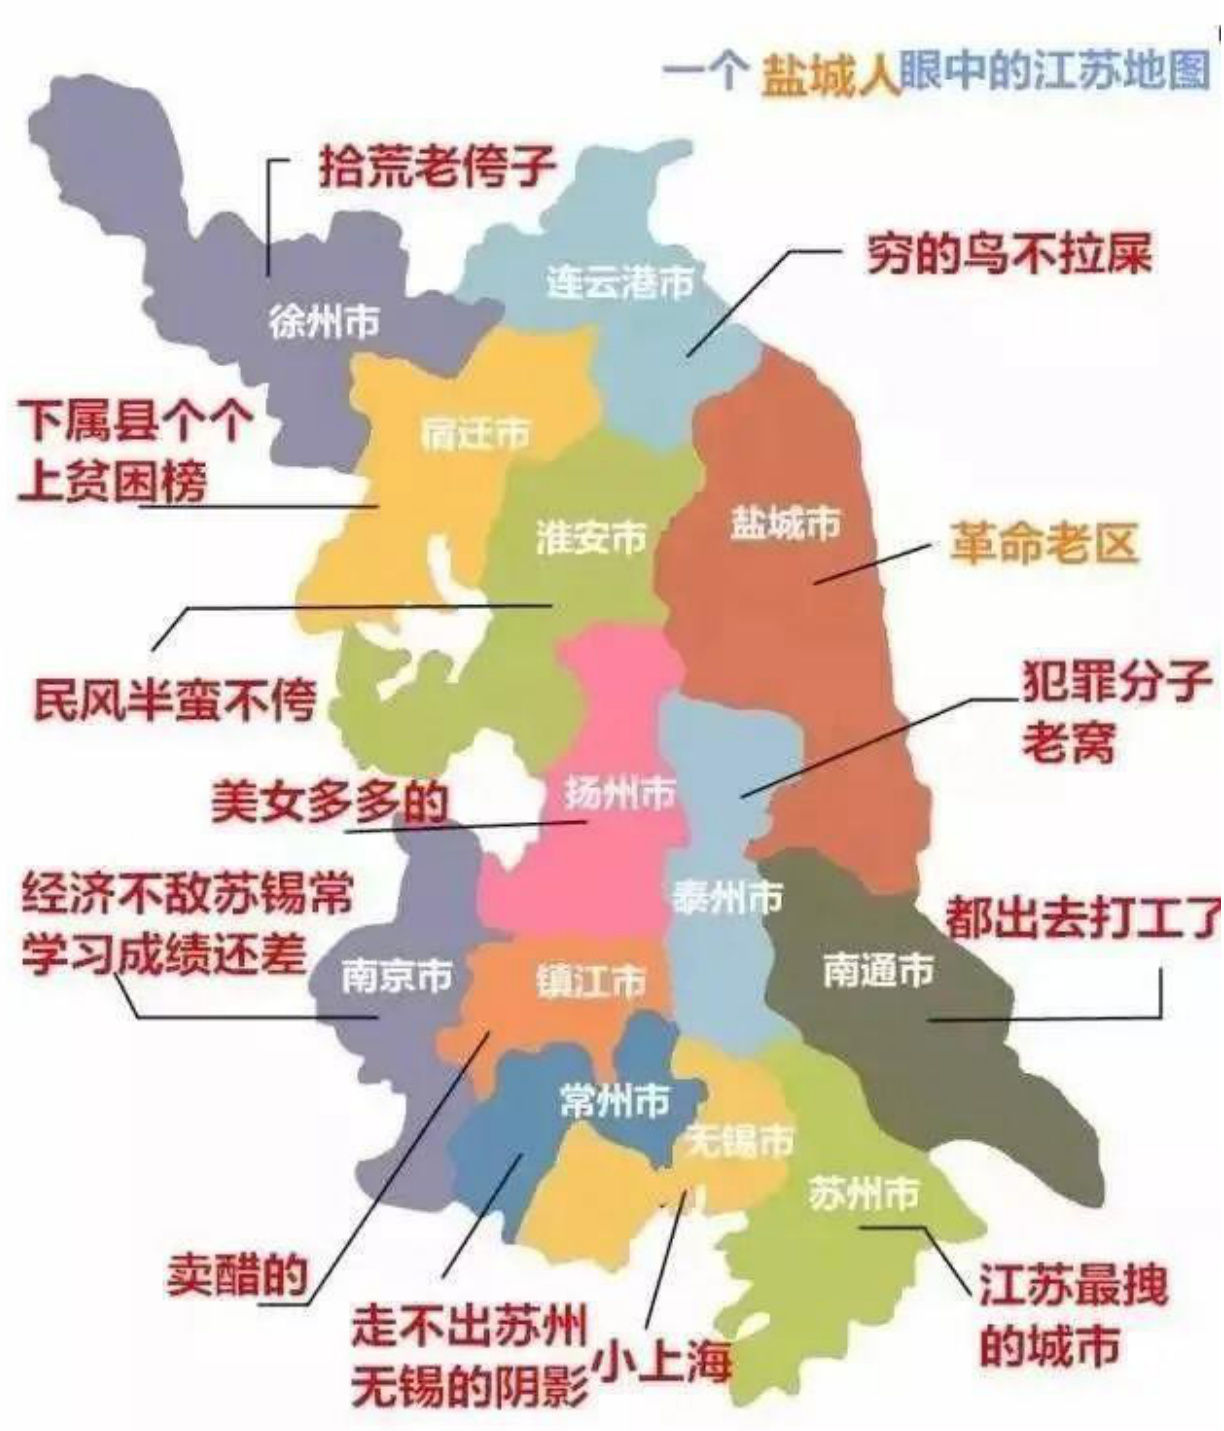 一个 盐城人眼中的江苏地图
拾荒老侉子
穷的鸟不拉屎
连云港市
徐州市
下属县个个
上贫困榜
宿迁市
淮安市
盐城市
革命老区
民风半蛮不侉
犯罪分子
老窝
美女多多的
扬州市
经济不敌苏锡常
学习成绩还差
泰州市
都出去打工了
南京市
镇江市
南通市
常州市
无锡市
苏州市
卖醋的
走不出苏州
无锡的阴影
小上海
江苏最拽
的城市